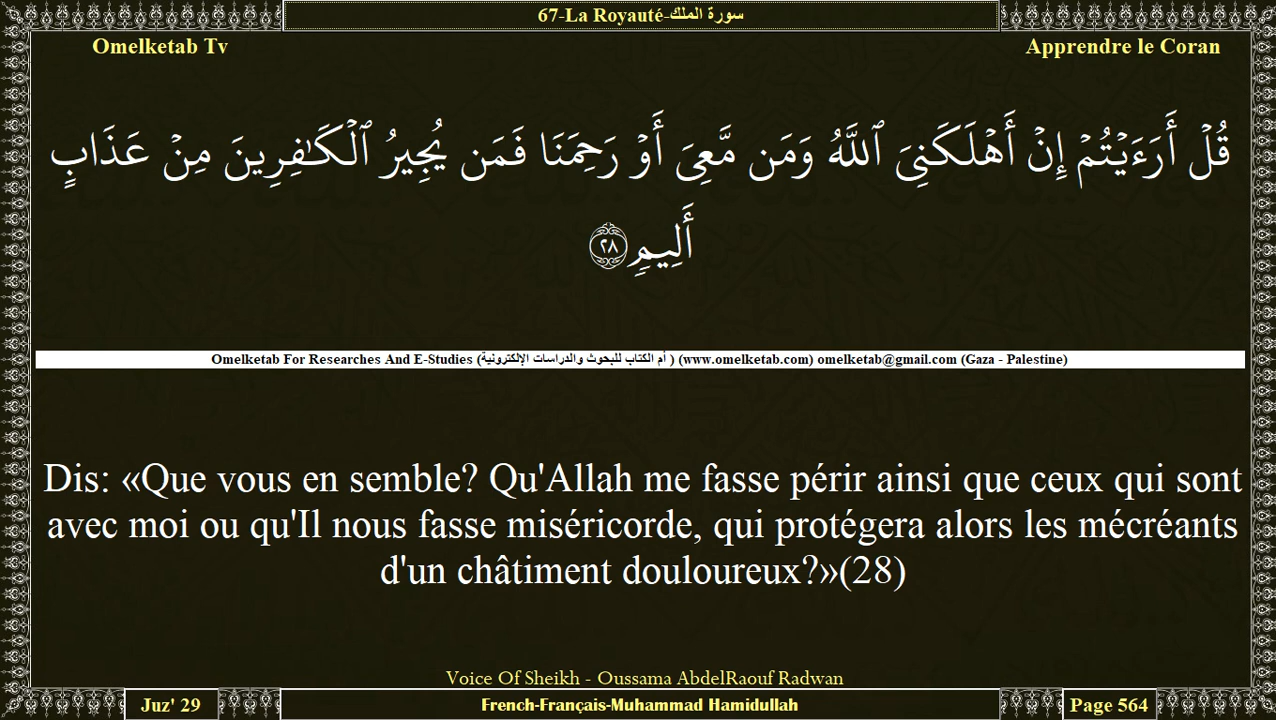 67-La Royauté-سورة الملك
Omelketab Tv
Apprendre le Coran
قُلۡ أَرَءَيۡتُمۡ إِنۡ أَهۡلَكَنِىَ ٱللَّهُ وَمَن مَّعِىَ أَوۡ رَحِمَنَا فَمَن يُجِيرُ ٱلۡكَـٰفِرِينَ مِنۡ عَذَابٍ
أَلِيمٍ ٢٨
Omelketab For Researches And E-Studies (أم الكتاب للبحوث والدراسات الإلكترونية ) (www.omelketab.com) omelketab@gmail.com (Gaza - Palestine)
Dis: «Que vous en semble? Qu'Allah me fasse périr ainsi que ceux qui sont
avec moi ou qu'Il nous fasse miséricorde, qui protégera alors les mécréants
d'un châtiment douloureux?»(28)
Voice Of Sheikh - Oussama AbdelRaouf Radwan
Juz' 29
French-Français-Muhammad Hamidullah
Page 564